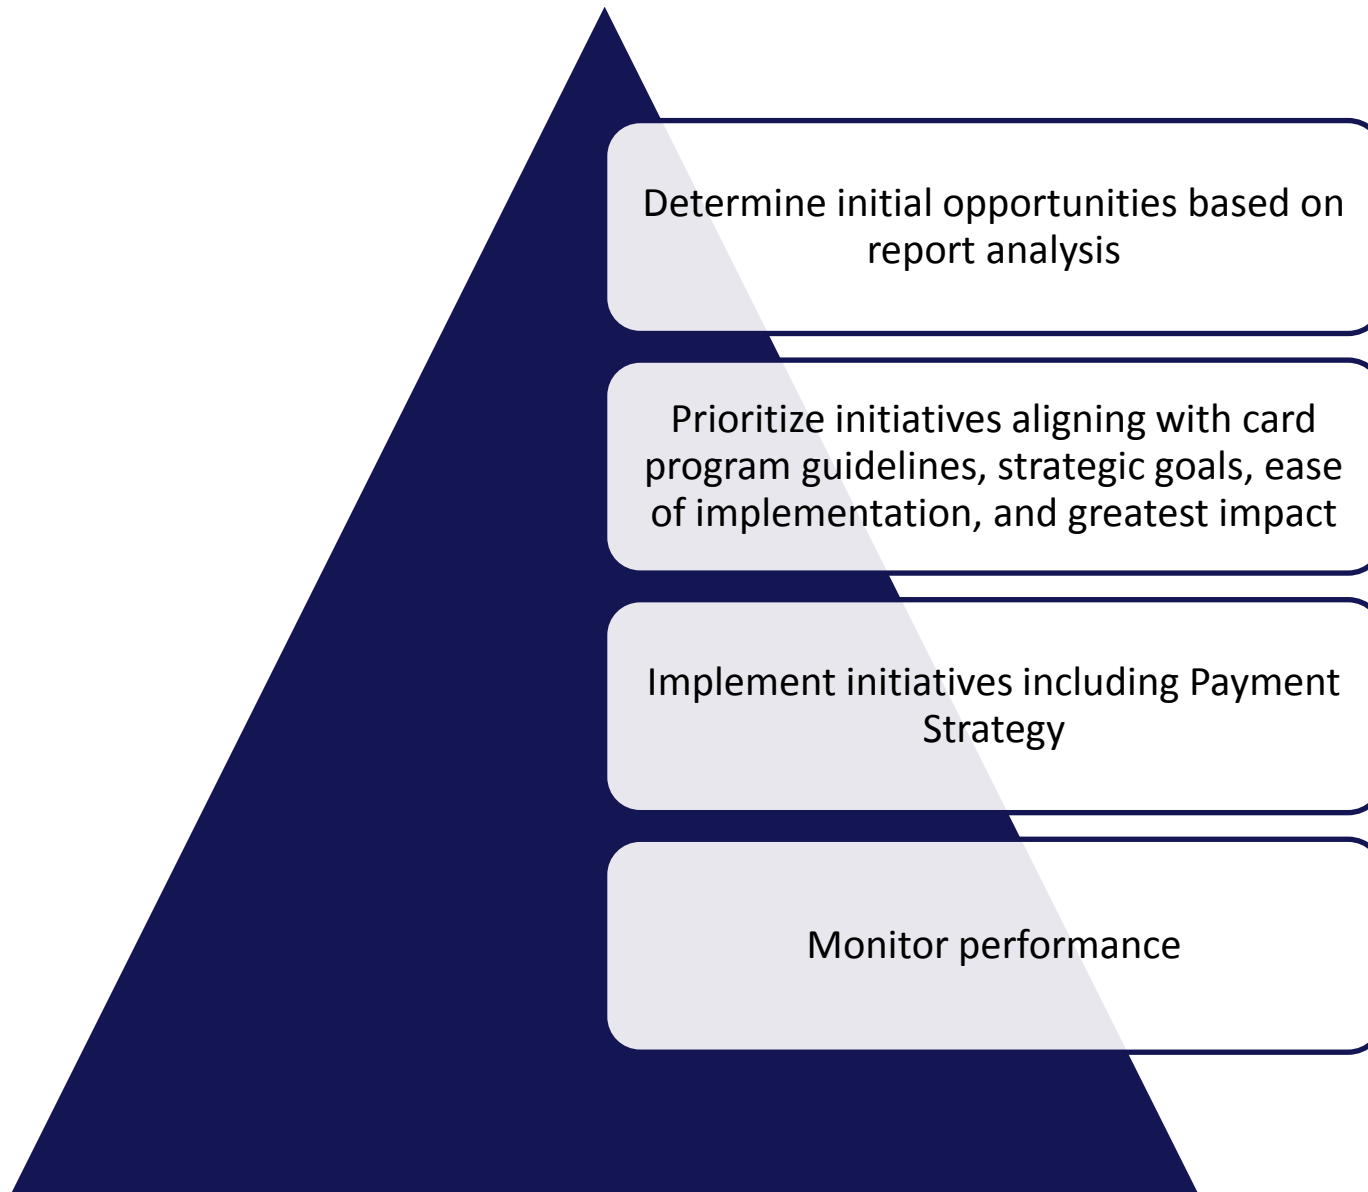 Determine initial opportunities based on
report analysis
Prioritize initiatives aligning with card
program guidelines, strategic goals, ease
of implementation, and greatest impact
Implement initiatives including Payment
Strategy
Monitor performance